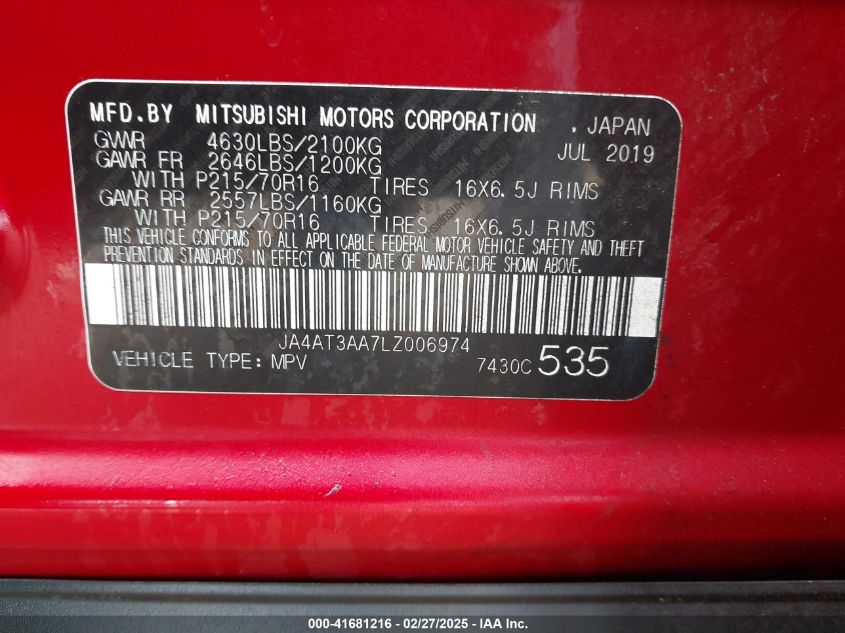 MFD.BY MITSUBISHI MOTORS CORPORATION , JAPAN
GVWR 4630LBS/2100KG JUL 2019
GAWR FR 2646LBS/1200KG
WITH P215/70R16 TIRES 16X6.5J RIMS
GAWR RR 2557LBS/1160KG
WITH P215/70R16 TIRES 16X6.5J RIMS
THIS VEHICLE CONFORMS TO ALL APPLICABLE FEDERAL MOTOR VEHICLE SAFETY AND THEFT
PREVENTION STANDARDS IN EFFECT ON THE DATE OF MANUFACTURE SHOWN ABOVE.
JA4AT3AA7LZ006974
VEHICLE TYPE: MPV 7430C 535
000-41681216 - 02/27/2025 - IAA Inc.